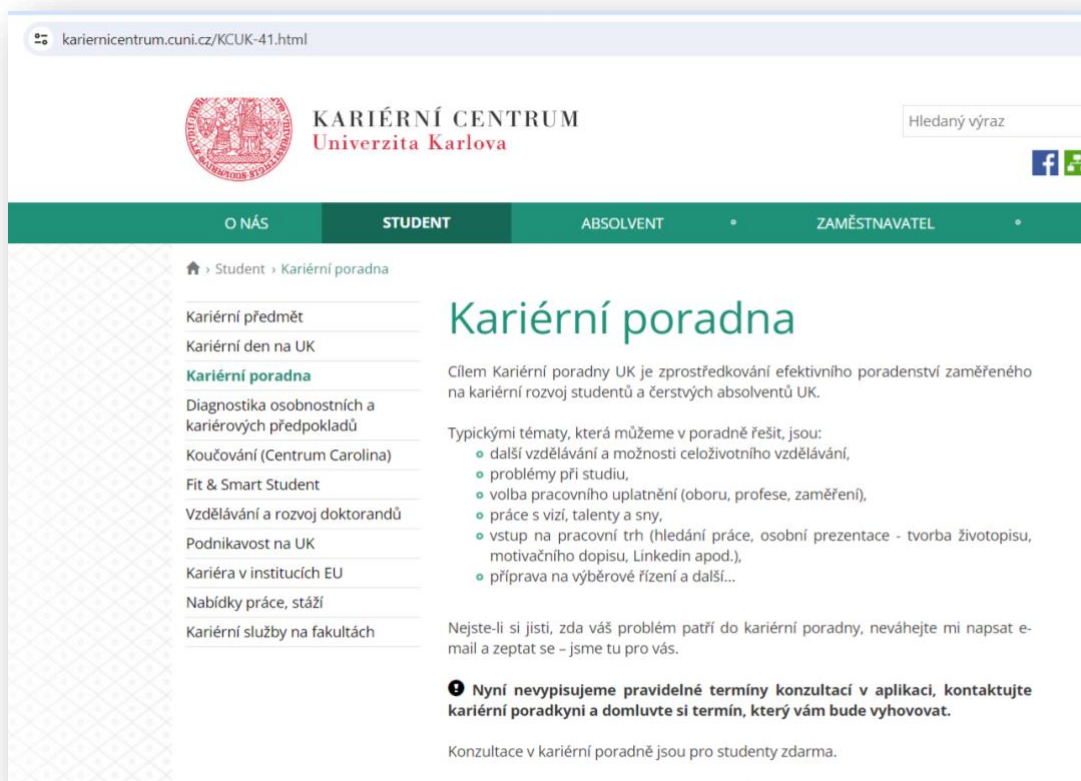 kariernicentrum.cuni.cz/KCUK-41.html
KARIÉRNÍ CENTRUM
Univerzita Karlova
Hledaný výraz
O NÁS
STUDENT
ABSOLVENT
ZAMĚSTNAVATEL
› Student › Kariérní poradna
Kariérní předmět
Kariérní den na UK
Kariérní poradna
Diagnostika osobnostních a
kariérových předpokladů
Koučování (Centrum Carolina)
Fit & Smart Student
Vzdělávání a rozvoj doktorandů
Podnikavost na UK
Kariéra v institucích EU
Nabídky práce, stáží
Kariérní služby na fakultách
Kariérní poradna
Cílem Kariérní poradny UK je zprostředkování efektivního poradenství zaměřeného
na kariérní rozvoj studentů a čerstvých absolventů UK.
Typickými tématy, která můžeme v poradně řešit, jsou:
další vzdělávání a možnosti celoživotního vzdělávání,
problémy při studiu,
volba pracovního uplatnění (oboru, profese, zaměření),
práce s vizí, talenty a sny,
vstup na pracovní trh (hledání práce, osobní prezentace - tvorba životopisu,
motivačního dopisu, Linkedin apod.),
příprava na výběrové řízení a další...
Nejste-li si jisti, zda váš problém patří do kariérní poradny, neváhejte mi napsat e-
mail a zeptat se – jsme tu pro vás.
Nyní nevypisujeme pravidelné termíny konzultací v aplikaci, kontaktujte
kariérní poradkyni a domluvte si termín, který vám bude vyhovovat.
Konzultace v kariérní poradně jsou pro studenty zdarma.